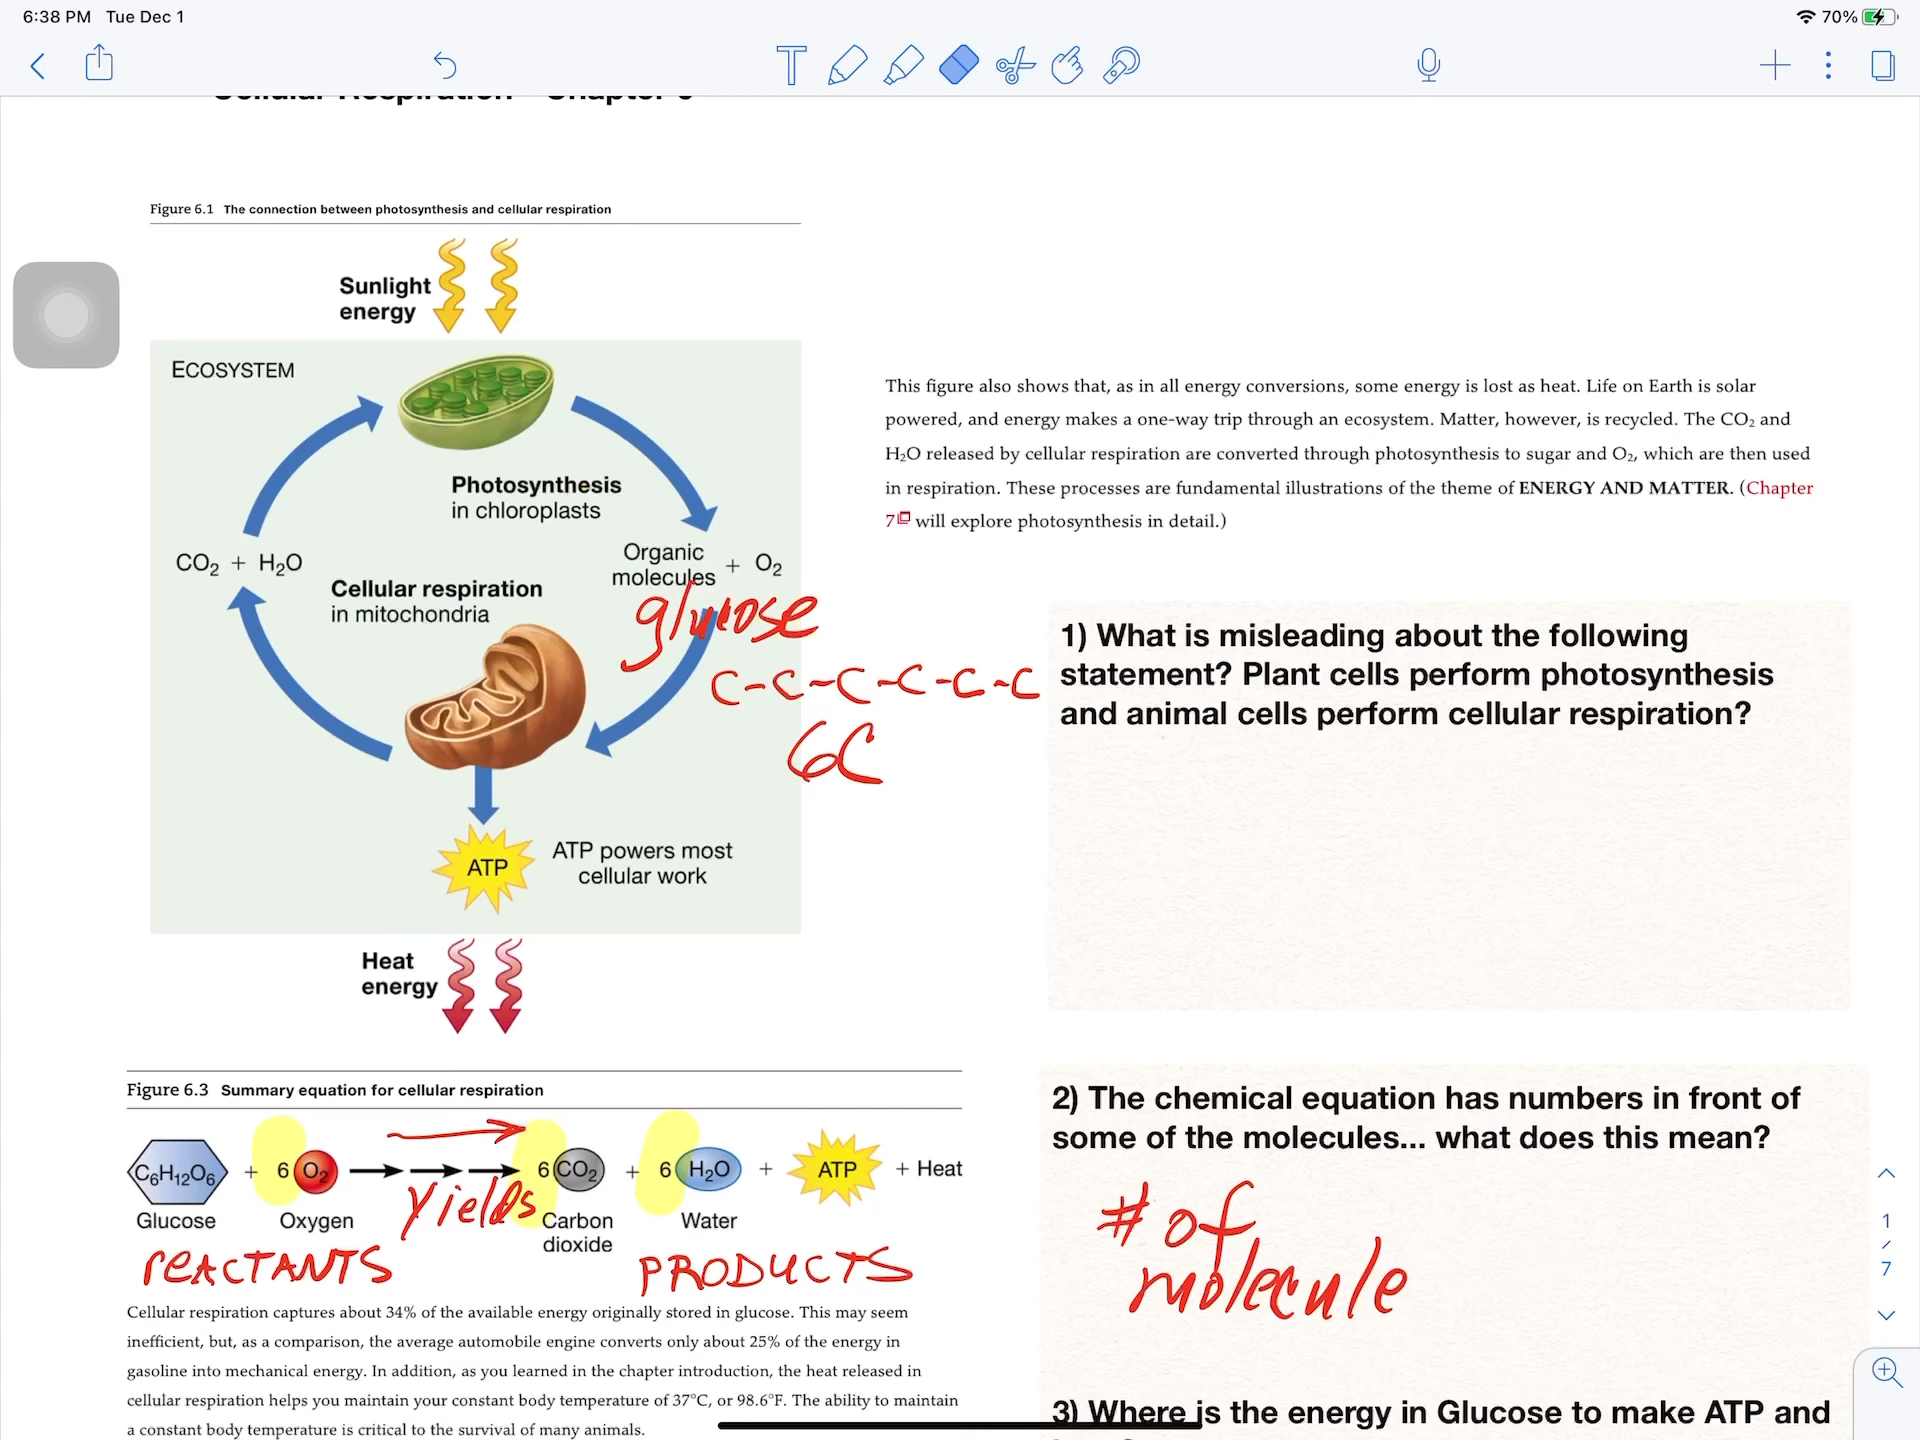 6:38 PM Tue Dec 1
70%
Figure 6.1 The connection between photosynthesis and cellular respiration
Sunlight
energy
ECOSYSTEM
Photosynthesis
in chloroplasts
CO₂ + H₂O
Organic
molecules + O₂
Cellular respiration
in mitochondria
glucose
C-C-C-C-C-C
6C
ATP
ATP powers most
cellular work
Heat
energy
This figure also shows that, as in all energy conversions, some energy is lost as heat. Life on Earth is solar
powered, and energy makes a one-way trip through an ecosystem. Matter, however, is recycled. The CO₂ and
H₂O released by cellular respiration are converted through photosynthesis to sugar and O₂, which are then used
in respiration. These processes are fundamental illustrations of the theme of ENERGY AND MATTER. (Chapter
7 will explore photosynthesis in detail.)
1) What is misleading about the following
statement? Plant cells perform photosynthesis
and animal cells perform cellular respiration?
Figure 6.3 Summary equation for cellular respiration
C₆H₁₂O₆ + 6 O₂ 6 CO₂ + 6 H₂O + ATP + Heat
Glucose Oxygen yields Carbon
dioxide Water
REACTANTS PRODUCTS
Cellular respiration captures about 34% of the available energy originally stored in glucose. This may seem
inefficient, but, as a comparison, the average automobile engine converts only about 25% of the energy in
gasoline into mechanical energy. In addition, as you learned in the chapter introduction, the heat released in
cellular respiration helps you maintain your constant body temperature of 37°C, or 98.6°F. The ability to maintain
a constant body temperature is critical to the survival of many animals.
2) The chemical equation has numbers in front of
some of the molecules... what does this mean?
# of
molecule
3) Where is the energy in Glucose to make ATP and
1
/
7